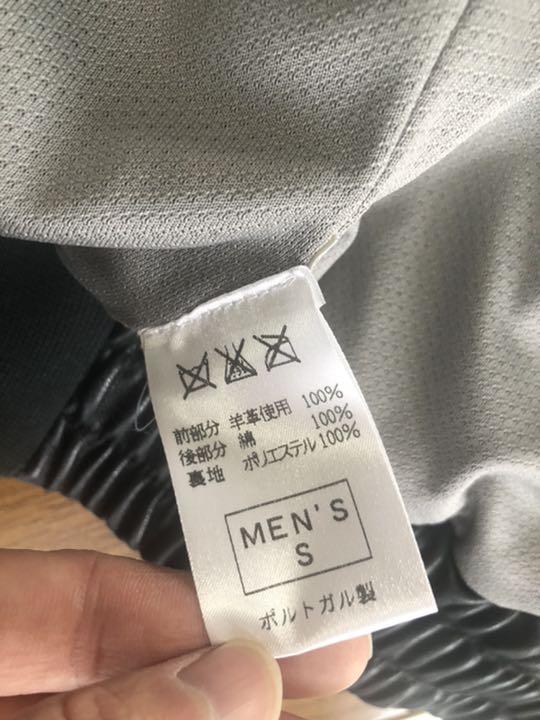 前部分 羊革使用 100%
後部分 綿 100%
裏地 ポリエステル 100%
MEN'S
S
ポルトガル製